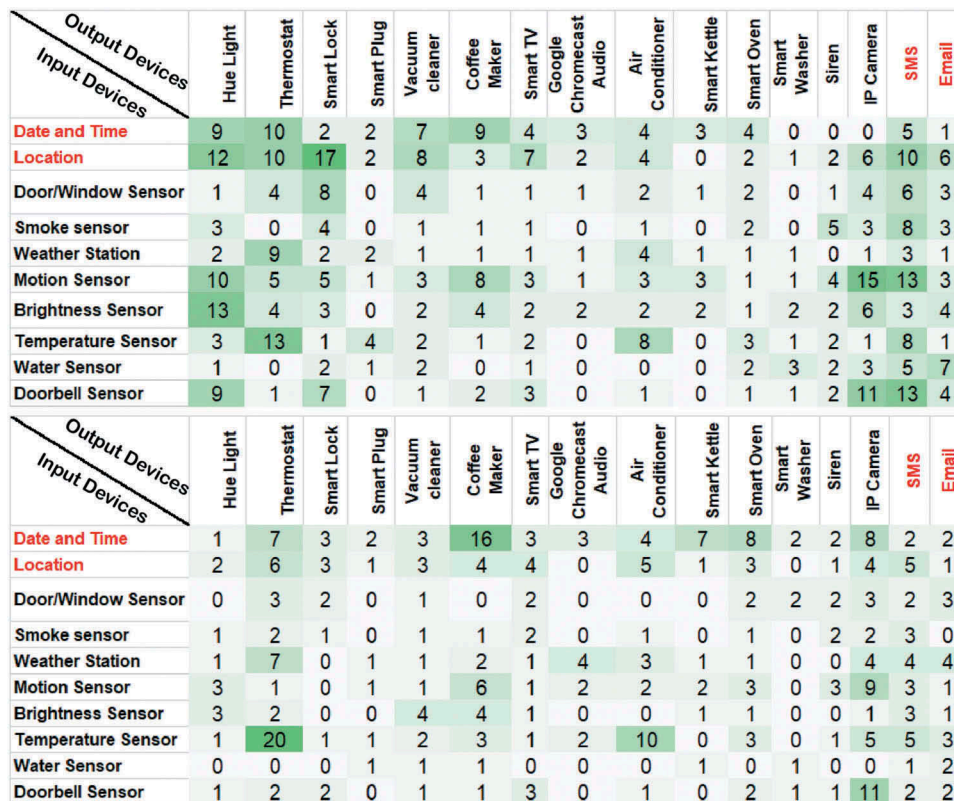 Output Devices
Input Devices
Hue Light Thermostat Smart Lock Smart Plug Vacuum cleaner Coffee Maker Smart TV Google Chromecast Audio Air Conditioner Smart Kettle Smart Oven Smart Washer Siren IP Camera SMS Email
Date and Time 9 10 2 2 7 9 4 3 4 3 4 0 0 0 5 1
Location 12 10 17 2 8 3 7 2 4 0 2 1 2 6 10 6
Door/Window Sensor 1 4 8 0 4 1 1 1 2 1 2 0 1 4 6 3
Smoke sensor 3 0 4 0 1 1 1 0 1 0 2 0 5 3 8 3
Weather Station 2 9 2 2 1 1 1 1 4 1 1 1 0 1 3 1
Motion Sensor 10 5 5 1 3 8 3 1 3 3 1 1 4 15 13 3
Brightness Sensor 13 4 3 0 2 4 2 2 2 2 1 2 2 6 3 4
Temperature Sensor 3 13 1 4 2 1 2 0 8 0 3 1 2 1 8 1
Water Sensor 1 0 2 1 2 0 1 0 0 0 2 3 2 3 5 7
Doorbell Sensor 9 1 7 0 1 2 3 0 1 0 1 1 2 11 13 4
Output Devices
Input Devices
Hue Light Thermostat Smart Lock Smart Plug Vacuum cleaner Coffee Maker Smart TV Google Chromecast Audio Air Conditioner Smart Kettle Smart Oven Smart Washer Siren IP Camera SMS Email
Date and Time 1 7 3 2 3 16 3 3 4 7 8 2 2 8 2 2
Location 2 6 3 1 3 4 4 0 5 1 3 0 1 4 5 1
Door/Window Sensor 0 3 2 0 1 0 2 0 0 0 2 2 2 3 2 3
Smoke sensor 1 2 1 0 1 1 2 0 1 0 1 0 2 2 3 0
Weather Station 1 7 0 1 1 2 1 4 3 1 1 0 0 4 4 4
Motion Sensor 3 1 0 1 1 6 1 2 2 2 3 0 3 9 3 1
Brightness Sensor 3 2 0 0 4 4 1 0 0 1 1 0 0 1 3 1
Temperature Sensor 1 20 1 1 2 3 1 2 10 0 3 0 1 5 5 3
Water Sensor 0 0 0 1 1 1 0 0 0 1 0 1 0 0 1 2
Doorbell Sensor 1 2 2 0 1 1 3 0 1 0 2 1 1 11 2 2